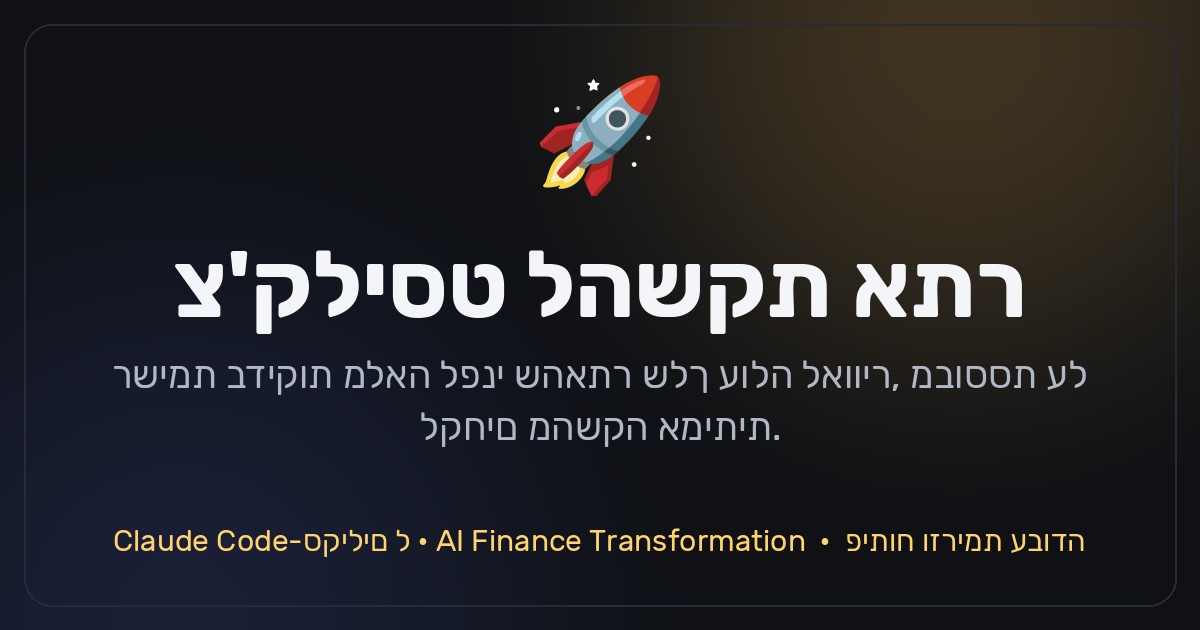 צ'קליסט להשקת אתר
רשימת בדיקות מלאה לפני שהאתר שלך עולה לאוויר, מבוססת על
לקחים מהשקה אמיתית.
Claude Code-סקילים ל • AI Finance Transformation • פיתוח וזרימת עבודה